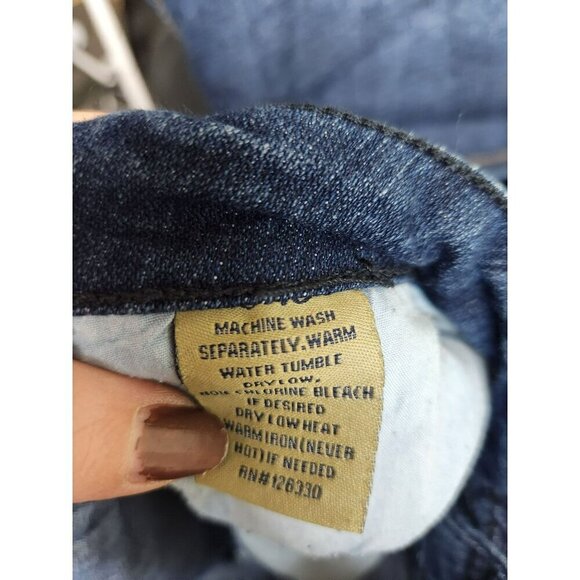 MACHINE WASH
SEPARATELY.WARM
WATER TUMBLE
DRY LOW.
NON CHLORINE BLEACH
IF DESIRED
DRY LOW HEAT
WARM IRON (NEVER
HOT) IF NEEDED
RN#126330